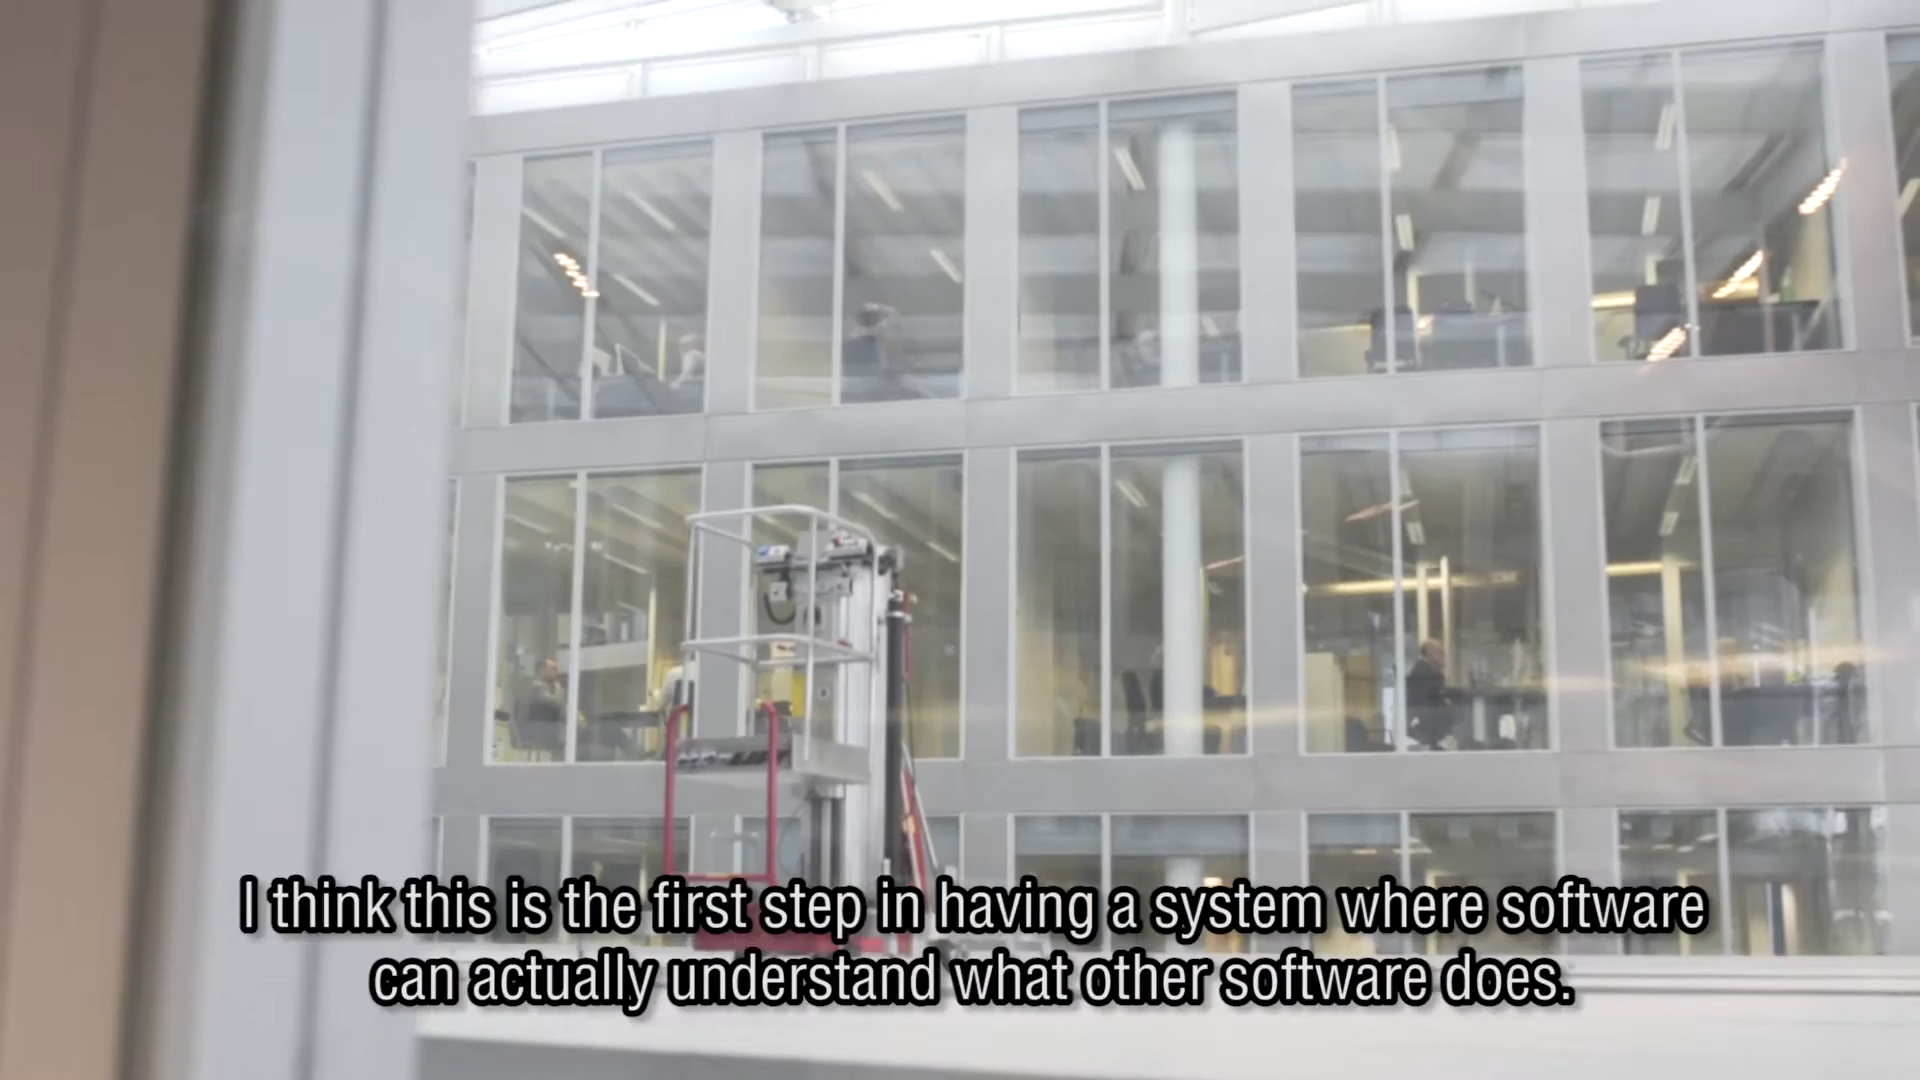 I think this is the first step in having a system where software
can actually understand what other software does.